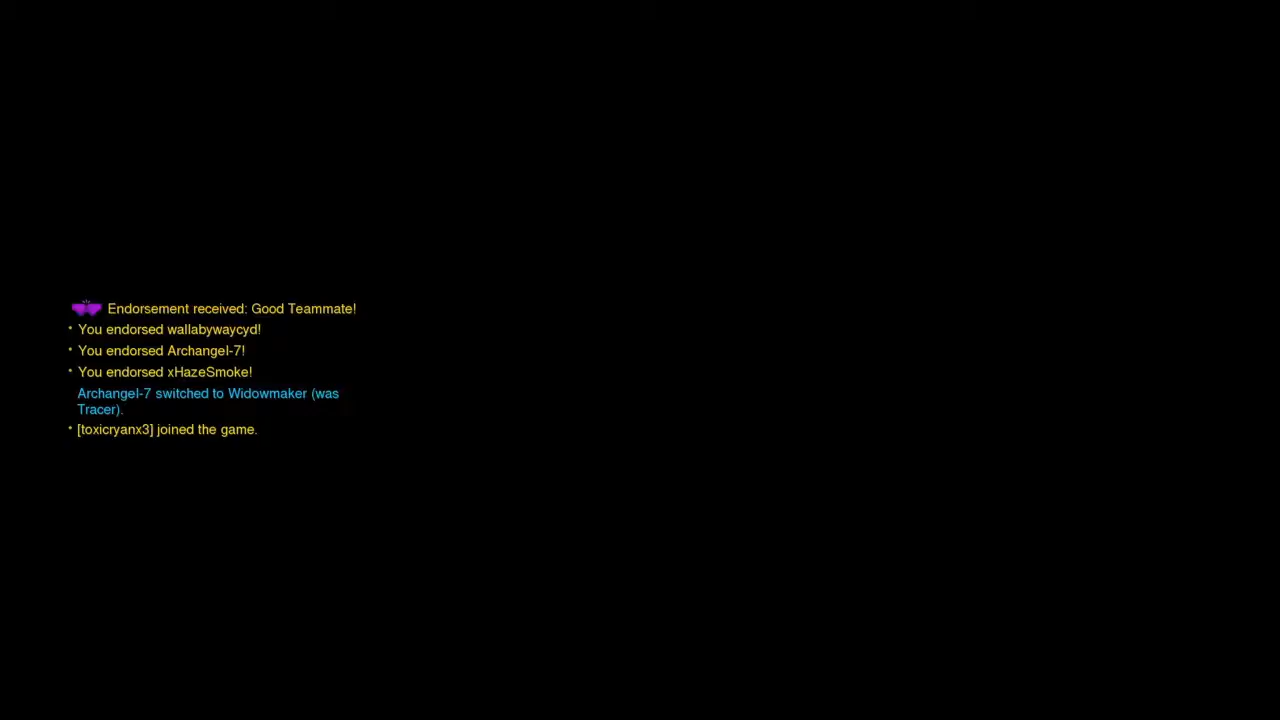 Endorsement received: Good Teammate!
• You endorsed wallabywaycyd!
• You endorsed Archangel-7!
• You endorsed xHazeSmoke!
Archangel-7 switched to Widowmaker (was
Tracer).
• [toxicryanx3] joined the game.